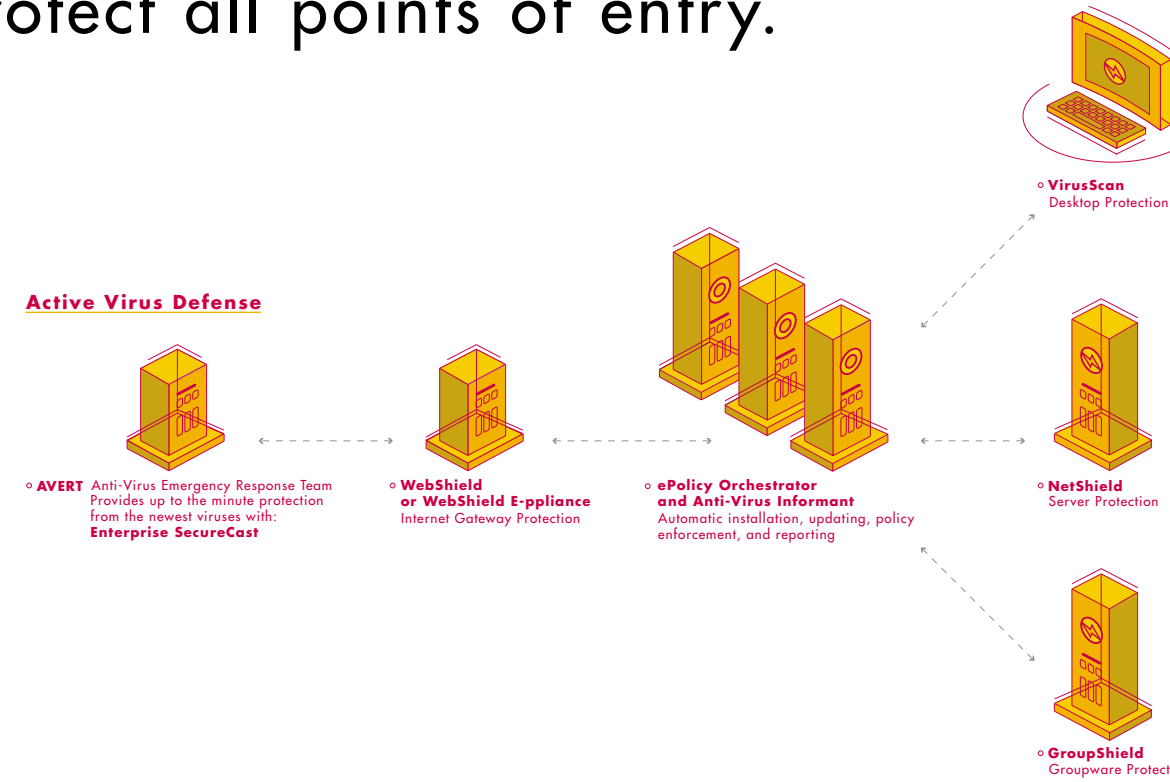 rotect all points of entry.
VirusScan
Desktop Protection
Active Virus Defense
AVERT Anti-Virus Emergency Response Team
Provides up to the minute protection
from the newest viruses with:
Enterprise SecureCast
WebShield
or WebShield E-ppliance
Internet Gateway Protection
ePolicy Orchestrator
and Anti-Virus Informant
Automatic installation, updating, policy
enforcement, and reporting
NetShield
Server Protection
GroupShield
Groupware Protect